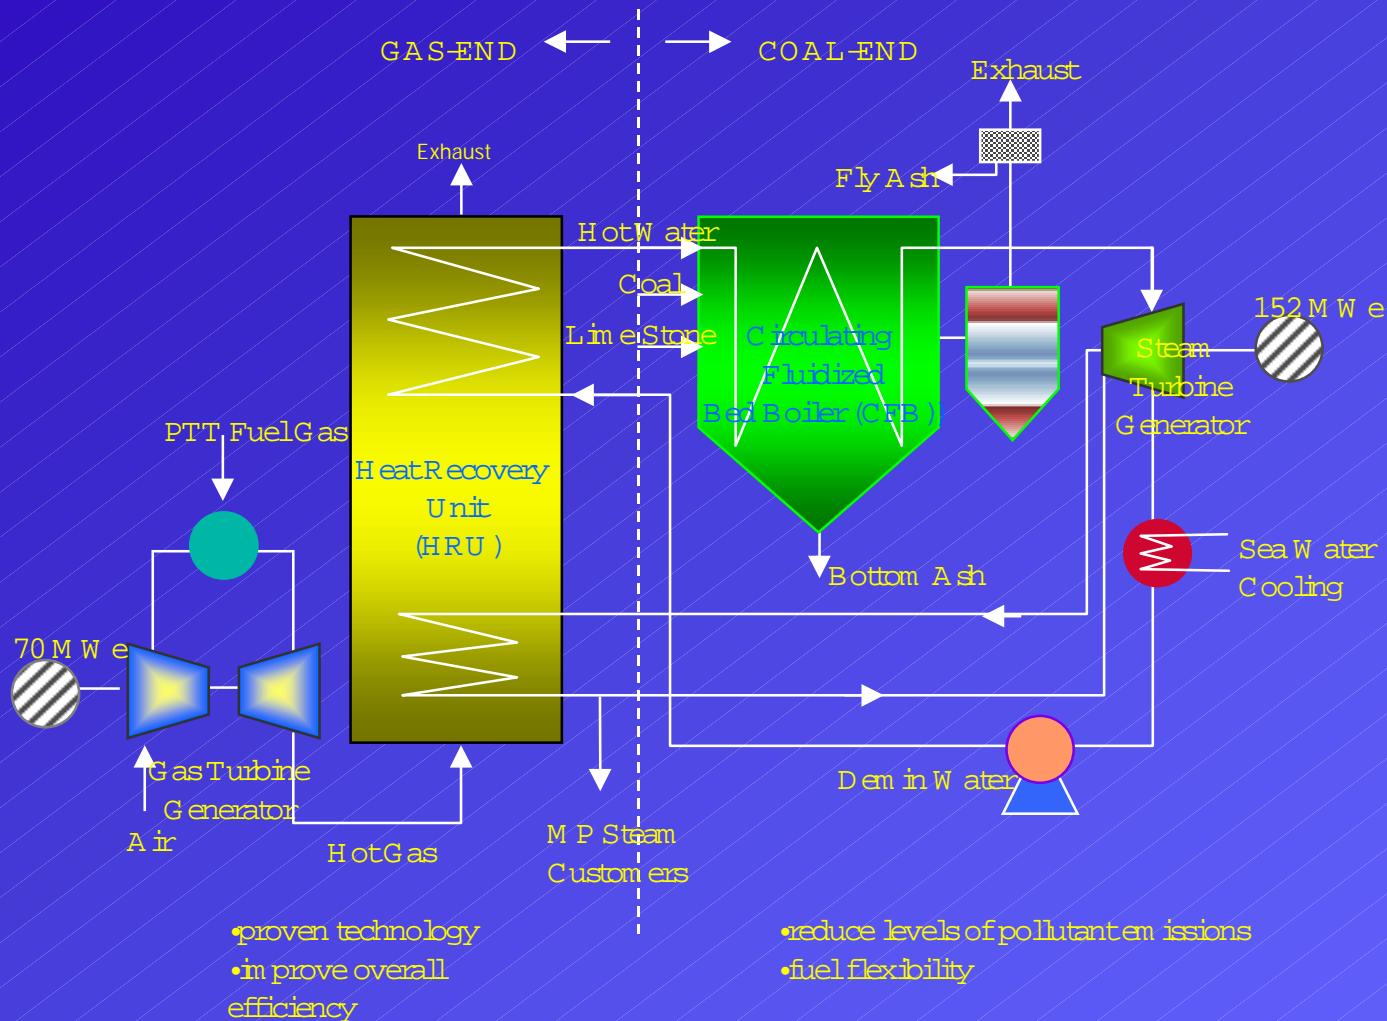 GAS-END
COAL-END
Exhaust
Exhaust
Fly Ash
Hot Water
Coal
Lime Stone
152 MWe
Circulating
Fluidized
Bed Boiler (CFB)
Steam
Turbine
Generator
PTT Fuel Gas
Heat Recovery
Unit
(HRU)
Sea Water
Cooling
Bottom Ash
70 MWe
Gas Turbine
Generator
Air
Hot Gas
Demin Water
MP Steam
Customers
•proven technology
•improve overall
efficiency
•reduce levels of pollutant emissions
•fuel flexibility